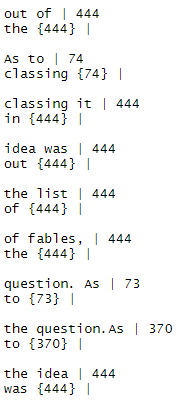 out of | 444
the {444} |
As to | 74
classing {74} |
classing it | 444
in {444} |
idea was | 444
out {444} |
the list | 444
of {444} |
of fables, | 444
the {444} |
question. As | 73
to {73} |
the question.As | 370
to {370} |
the idea | 444
was {444} |